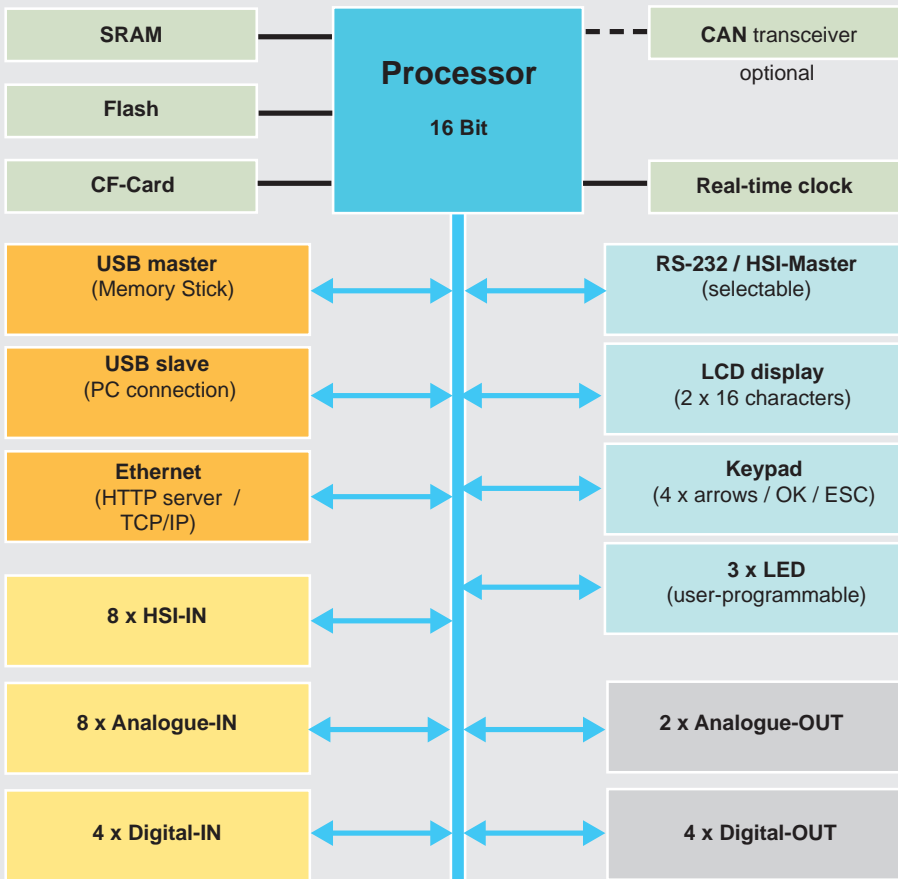 SRAM
Processor
16 Bit
CAN transceiver
optional
Flash
CF-Card
Real-time clock
USB master
(Memory Stick)
RS-232 / HSI-Master
(selectable)
USB slave
(PC connection)
LCD display
(2 x 16 characters)
Ethernet
(HTTP server /
TCP/IP)
Keypad
(4 x arrows / OK / ESC)
3 x LED
(user-programmable)
8 x HSI-IN
8 x Analogue-IN
2 x Analogue-OUT
4 x Digital-IN
4 x Digital-OUT